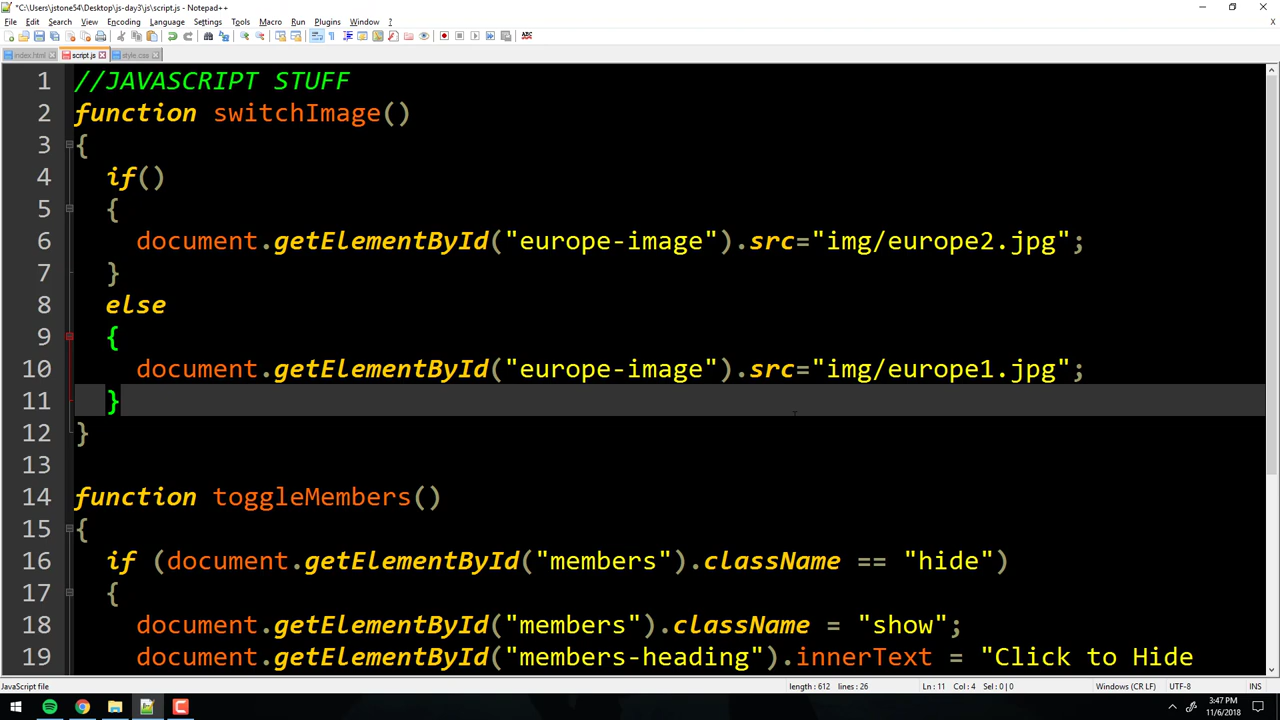 *C:\Users\jstone54\Desktop\js-day3\js\script.js - Notepad++
File Edit Search View Encoding Language Settings Tools Macro Run Plugins Window ?
index.html script.js style.css
1 //JAVASCRIPT STUFF
2 function switchImage()
3 {
4 if()
5 {
6 document.getElementById("europe-image").src="img/europe2.jpg";
7 }
8 else
9 {
10 document.getElementById("europe-image").src="img/europe1.jpg";
11 }
12 }
13
14 function toggleMembers()
15 {
16 if (document.getElementById("members").className == "hide")
17 {
18 document.getElementById("members").className = "show";
19 document.getElementById("members-heading").innerText = "Click to Hide
JavaScript file length : 612 lines : 26 Ln : 11 Col : 4 Sel : 0 | 0 Windows (CR LF) UTF-8 INS
3:47 PM
11/6/2018